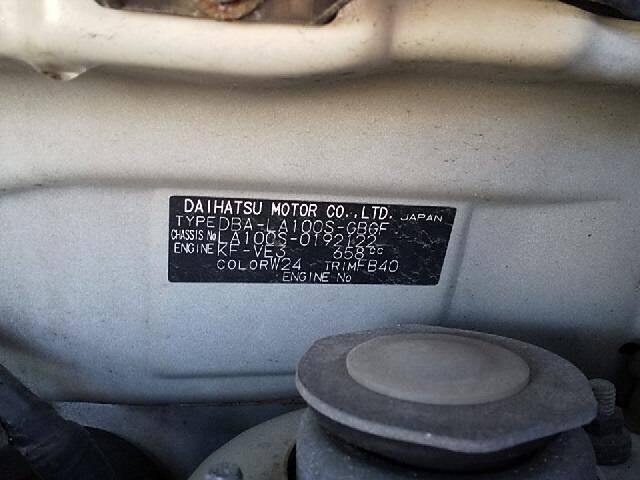 DAIHATSU MOTOR CO.,LTD. JAPAN
TYPE DBA-LA100S-GBGF
CHASSIS No LA100S-0192122
ENGINE KF-VE3 658cc
COLOR W24 TRIM FB40
ENGINE No